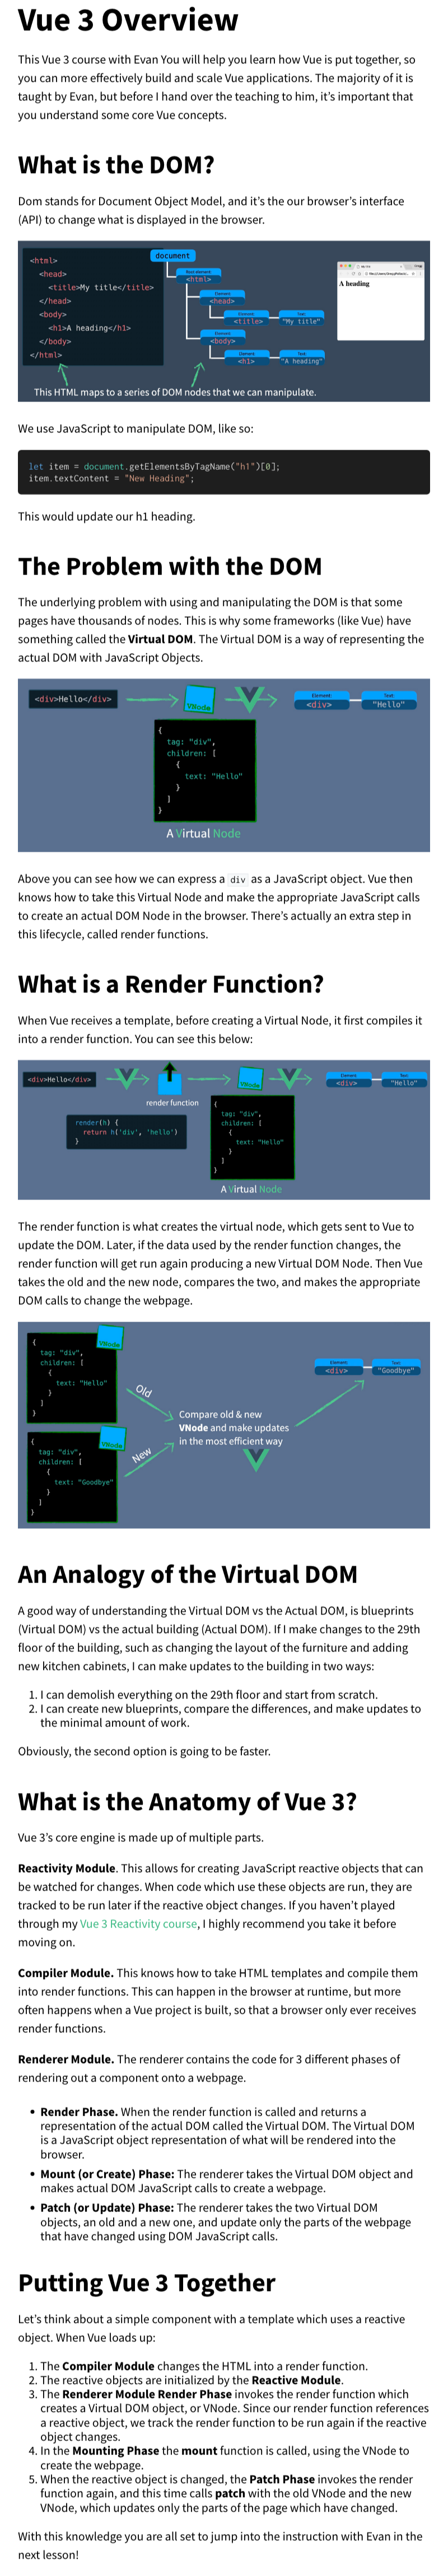 Vue 3 Overview
This Vue 3 course with Evan You will help you learn how Vue is put together, so
you can more effectively build and scale Vue applications. The majority of it is
taught by Evan, but before I hand over the teaching to him, it's important that
you understand some core Vue concepts.
What is the DOM?
Dom stands for Document Object Model, and it's the our browser's interface
(API) to change what is displayed in the browser.
<html>
<head>
<title>My title</title>
</head>
<body>
<h1>A heading</h1>
</body>
</html>
document
Root element
<html>
Element:
<head>
Element: Text:
<title> "My title"
Element:
<body>
Element: Text:
<h1> "A heading"
A heading
This HTML maps to a series of DOM nodes that we can manipulate.
We use JavaScript to manipulate DOM, like so:
let item = document.getElementsByTagName("h1")[0];
item.textContent = "New Heading";
This would update our h1 heading.
The Problem with the DOM
The underlying problem with using and manipulating the DOM is that some
pages have thousands of nodes. This is why some frameworks (like Vue) have
something called the Virtual DOM. The Virtual DOM is a way of representing the
actual DOM with JavaScript Objects.
<div>Hello</div>
VNode
Element: Text:
<div> "Hello"
{
tag: "div",
children: [
{
text: "Hello"
}
]
}
A Virtual Node
Above you can see how we can express a div as a JavaScript object. Vue then
knows how to take this Virtual Node and make the appropriate JavaScript calls
to create an actual DOM Node in the browser. There's actually an extra step in
this lifecycle, called render functions.
What is a Render Function?
When Vue receives a template, before creating a Virtual Node, it first compiles it
into a render function. You can see this below:
<div>Hello</div>
render function
VNode
Element: Text:
<div> "Hello"
render(h) {
return h('div', 'hello')
}
{
tag: "div",
children: [
{
text: "Hello"
}
]
}
A Virtual Node
The render function is what creates the virtual node, which gets sent to Vue to
update the DOM. Later, if the data used by the render function changes, the
render function will get run again producing a new Virtual DOM Node. Then Vue
takes the old and the new node, compares the two, and makes the appropriate
DOM calls to change the webpage.
VNode
{
tag: "div",
children: [
{
text: "Hello"
}
]
}
Old
VNode
{
tag: "div",
children: [
{
text: "Goodbye"
}
]
}
New
Compare old & new
VNode and make updates
in the most efficient way
Element: Text:
<div> "Goodbye"
An Analogy of the Virtual DOM
A good way of understanding the Virtual DOM vs the Actual DOM, is blueprints
(Virtual DOM) vs the actual building (Actual DOM). If I make changes to the 29th
floor of the building, such as changing the layout of the furniture and adding
new kitchen cabinets, I can make updates to the building in two ways:
1. I can demolish everything on the 29th floor and start from scratch.
2. I can create new blueprints, compare the differences, and make updates to
the minimal amount of work.
Obviously, the second option is going to be faster.
What is the Anatomy of Vue 3?
Vue 3's core engine is made up of multiple parts.
Reactivity Module. This allows for creating JavaScript reactive objects that can
be watched for changes. When code which use these objects are run, they are
tracked to be run later if the reactive object changes. If you haven't played
through my Vue 3 Reactivity course, I highly recommend you take it before
moving on.
Compiler Module. This knows how to take HTML templates and compile them
into render functions. This can happen in the browser at runtime, but more
often happens when a Vue project is built, so that a browser only ever receives
render functions.
Renderer Module. The renderer contains the code for 3 different phases of
rendering out a component onto a webpage.
• Render Phase. When the render function is called and returns a
representation of the actual DOM called the Virtual DOM. The Virtual DOM
is a JavaScript object representation of what will be rendered into the
browser.
• Mount (or Create) Phase: The renderer takes the Virtual DOM object and
makes actual DOM JavaScript calls to create a webpage.
• Patch (or Update) Phase: The renderer takes the two Virtual DOM
objects, an old and a new one, and update only the parts of the webpage
that have changed using DOM JavaScript calls.
Putting Vue 3 Together
Let's think about a simple component with a template which uses a reactive
object. When Vue loads up:
1. The Compiler Module changes the HTML into a render function.
2. The reactive objects are initialized by the Reactive Module.
3. The Renderer Module Render Phase invokes the render function which
creates a Virtual DOM object, or VNode. Since our render function references
a reactive object, we track the render function to be run again if the reactive
object changes.
4. In the Mounting Phase the mount function is called, using the VNode to
create the webpage.
5. When the reactive object is changed, the Patch Phase invokes the render
function again, and this time calls patch with the old VNode and the new
VNode, which updates only the parts of the page which have changed.
With this knowledge you are all set to jump into the instruction with Evan in the
next lesson!